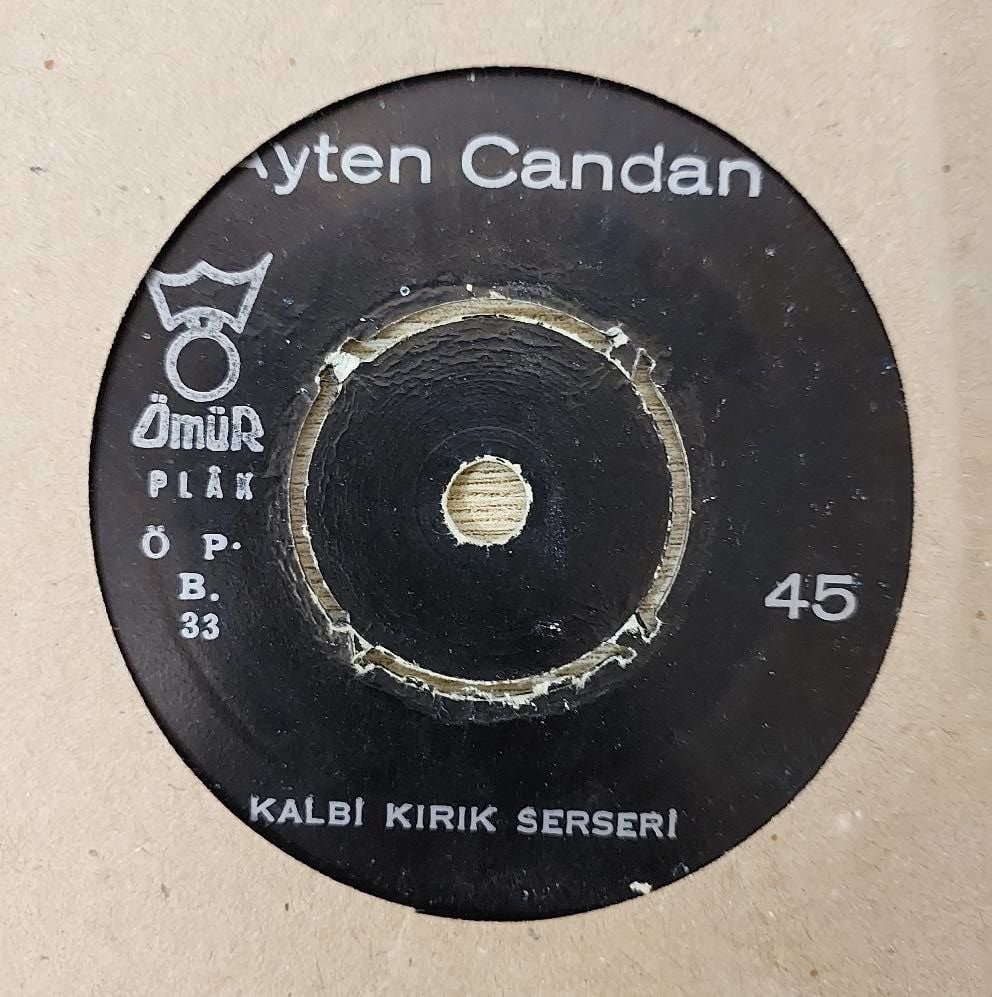 Ayten Candan
ÖmüR
PLÂK
Ö P.
B.
33
45
KALBİ KIRIK SERSERİ